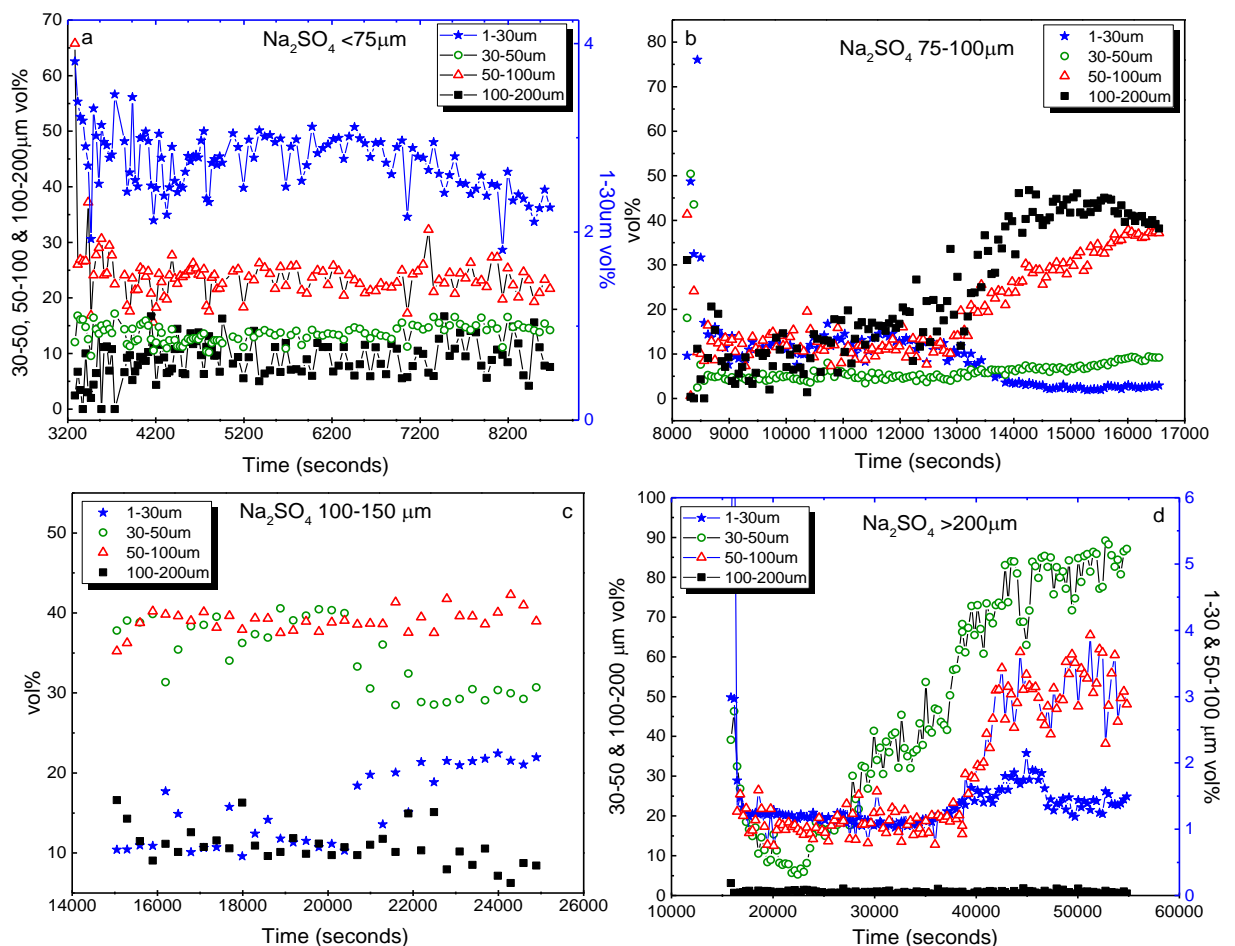 a
Na2SO4 <75μm
1-30um
30-50um
50-100um
100-200um
30-50, 50-100 & 100-200μm vol%
70
60
50
40
30
20
10
0
4
2
0
1-30um vol%
3200 4200 5200 6200 7200 8200
Time (seconds)
b
Na2SO4 75-100μm
1-30um
30-50um
50-100um
100-200um
vol%
80
70
60
50
40
30
20
10
0
8000 9000 10000 11000 12000 13000 14000 15000 16000 17000
Time (seconds)
c
Na2SO4 100-150 μm
1-30um
30-50um
50-100um
100-200um
vol%
50
40
30
20
10
14000 16000 18000 20000 22000 24000 26000
Time (seconds)
d
Na2SO4 >200μm
1-30um
30-50um
50-100um
100-200um
30-50 & 100-200 μm vol%
100
90
80
70
60
50
40
30
20
10
0
6
5
4
3
2
1
0
1-30 & 50-100 μm vol%
10000 20000 30000 40000 50000 60000
Time (seconds)